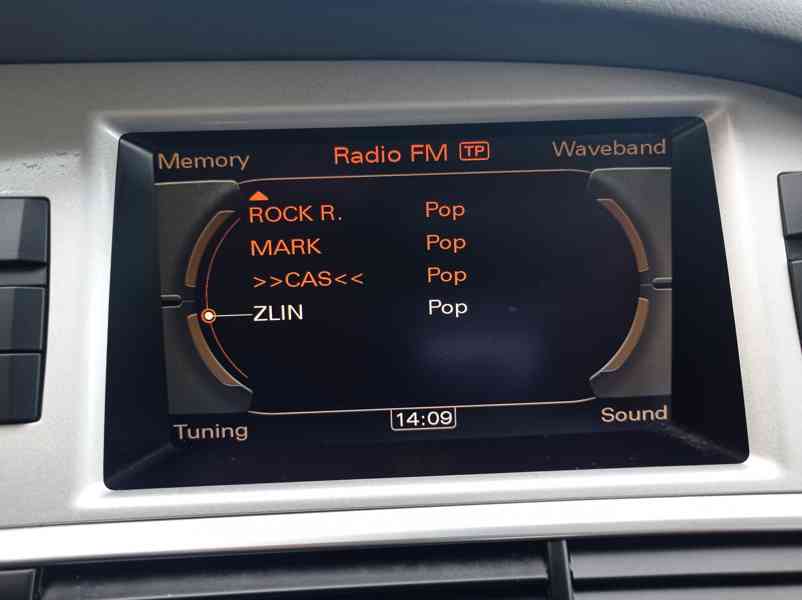 Memory Radio FM TP Waveband
ROCK R. Pop
MARK Pop
>>CAS<< Pop
ZLIN Pop
14:09
Tuning Sound